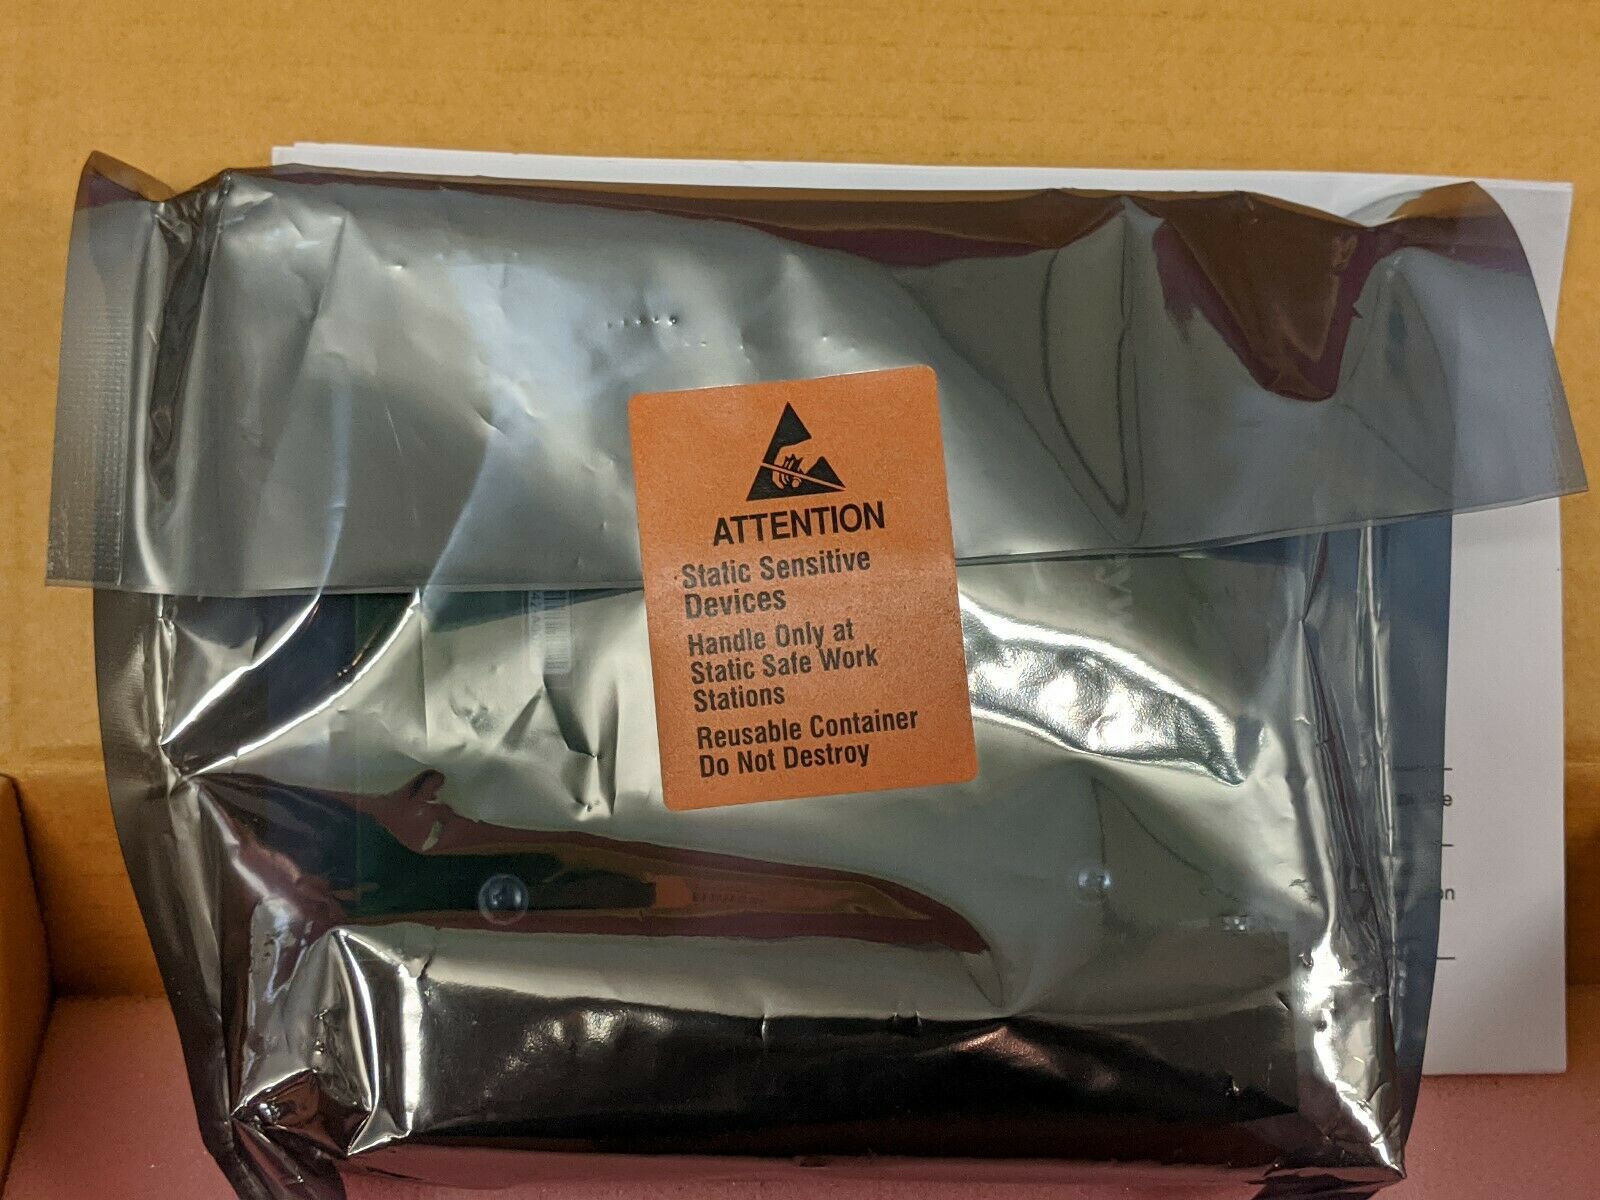 ATTENTION
Static Sensitive
Devices
Handle Only at
Static Safe Work
Stations
Reusable Container
Do Not Destroy